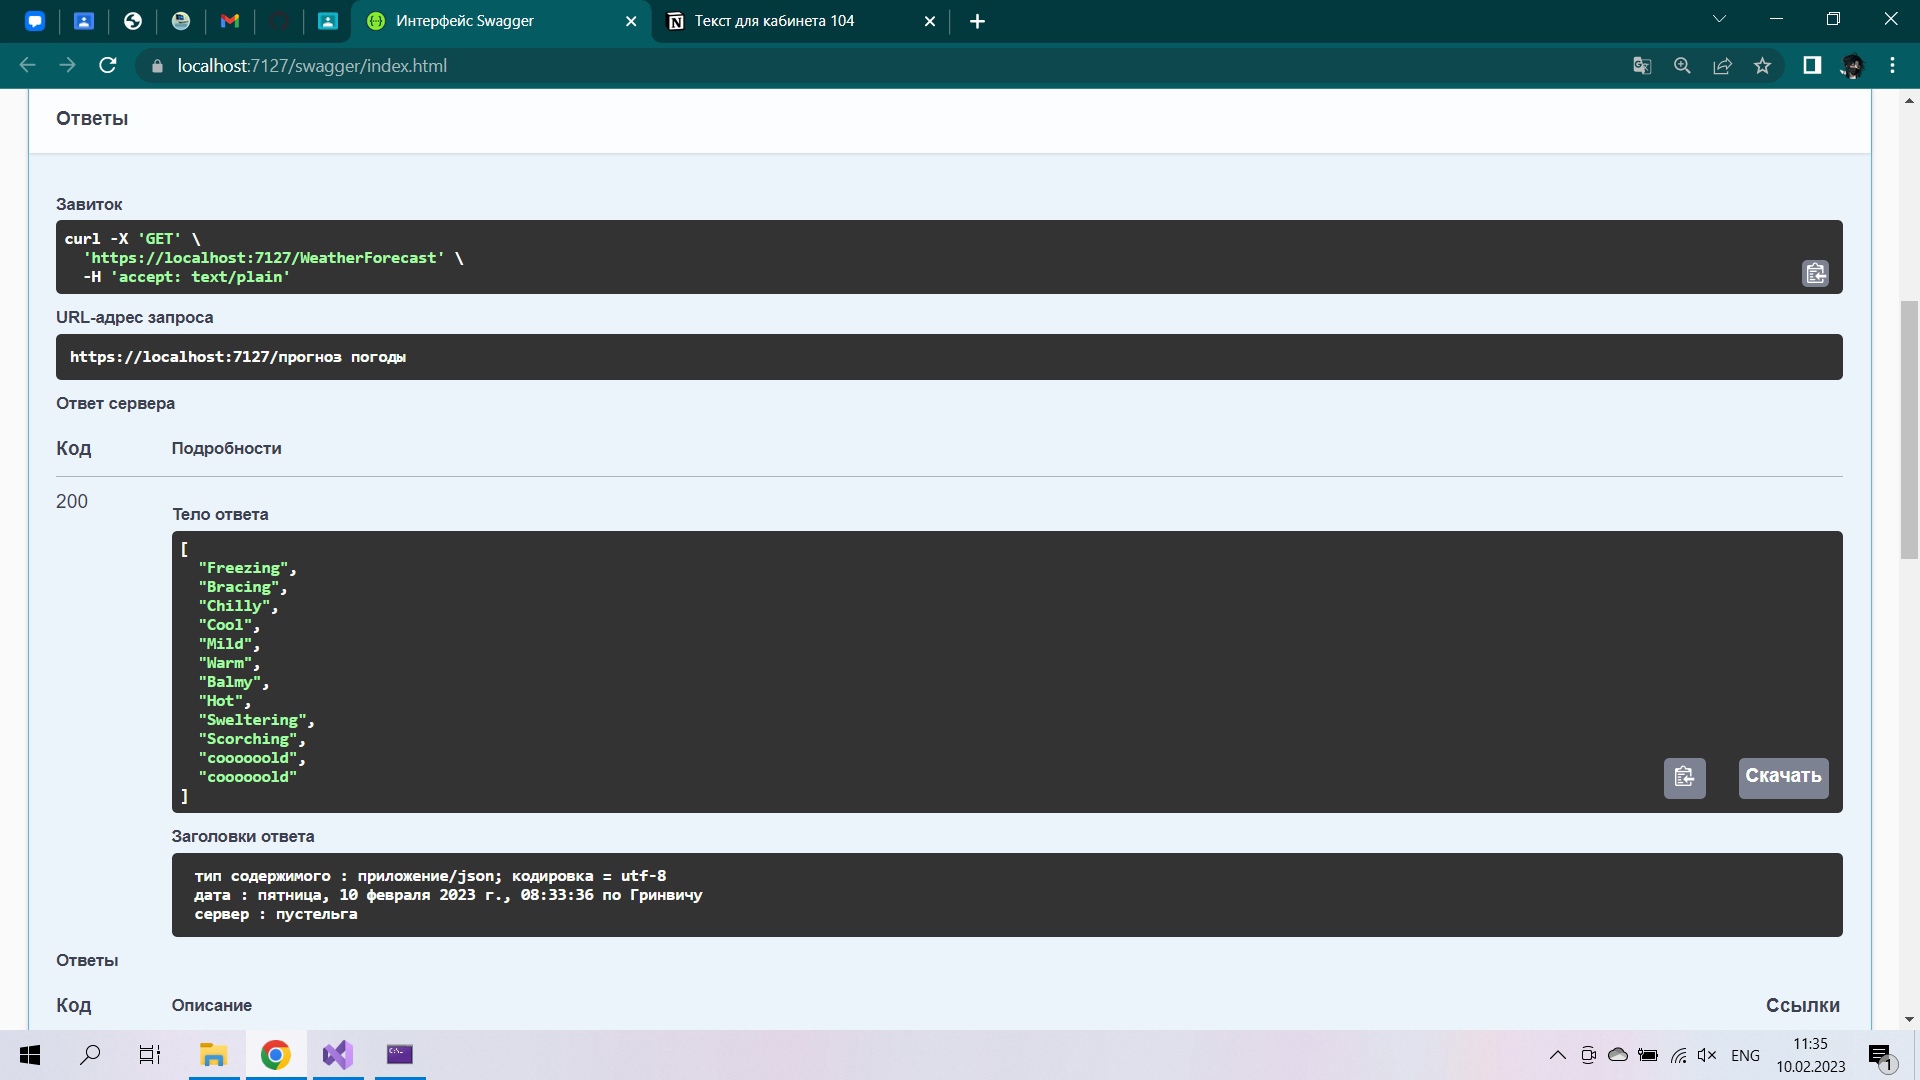 Интерфейс Swagger
Текст для кабинета 104
localhost:7127/swagger/index.html
Ответы
Завиток
curl -X 'GET' \
'https://localhost:7127/WeatherForecast' \
-H 'accept: text/plain'
URL-адрес запроса
https://localhost:7127/прогноз погоды
Ответ сервера
Код Подробности
200
Тело ответа
[
"Freezing",
"Bracing",
"Chilly",
"Cool",
"Mild",
"Warm",
"Balmy",
"Hot",
"Sweltering",
"Scorching",
"coooooold",
"coooooold"
]
Скачать
Заголовки ответа
тип содержимого : приложение/json; кодировка = utf-8
дата : пятница, 10 февраля 2023 г., 08:33:36 по Гринвичу
сервер : пустельга
Ответы
Код Описание Ссылки
ENG
11:35
10.02.2023
1